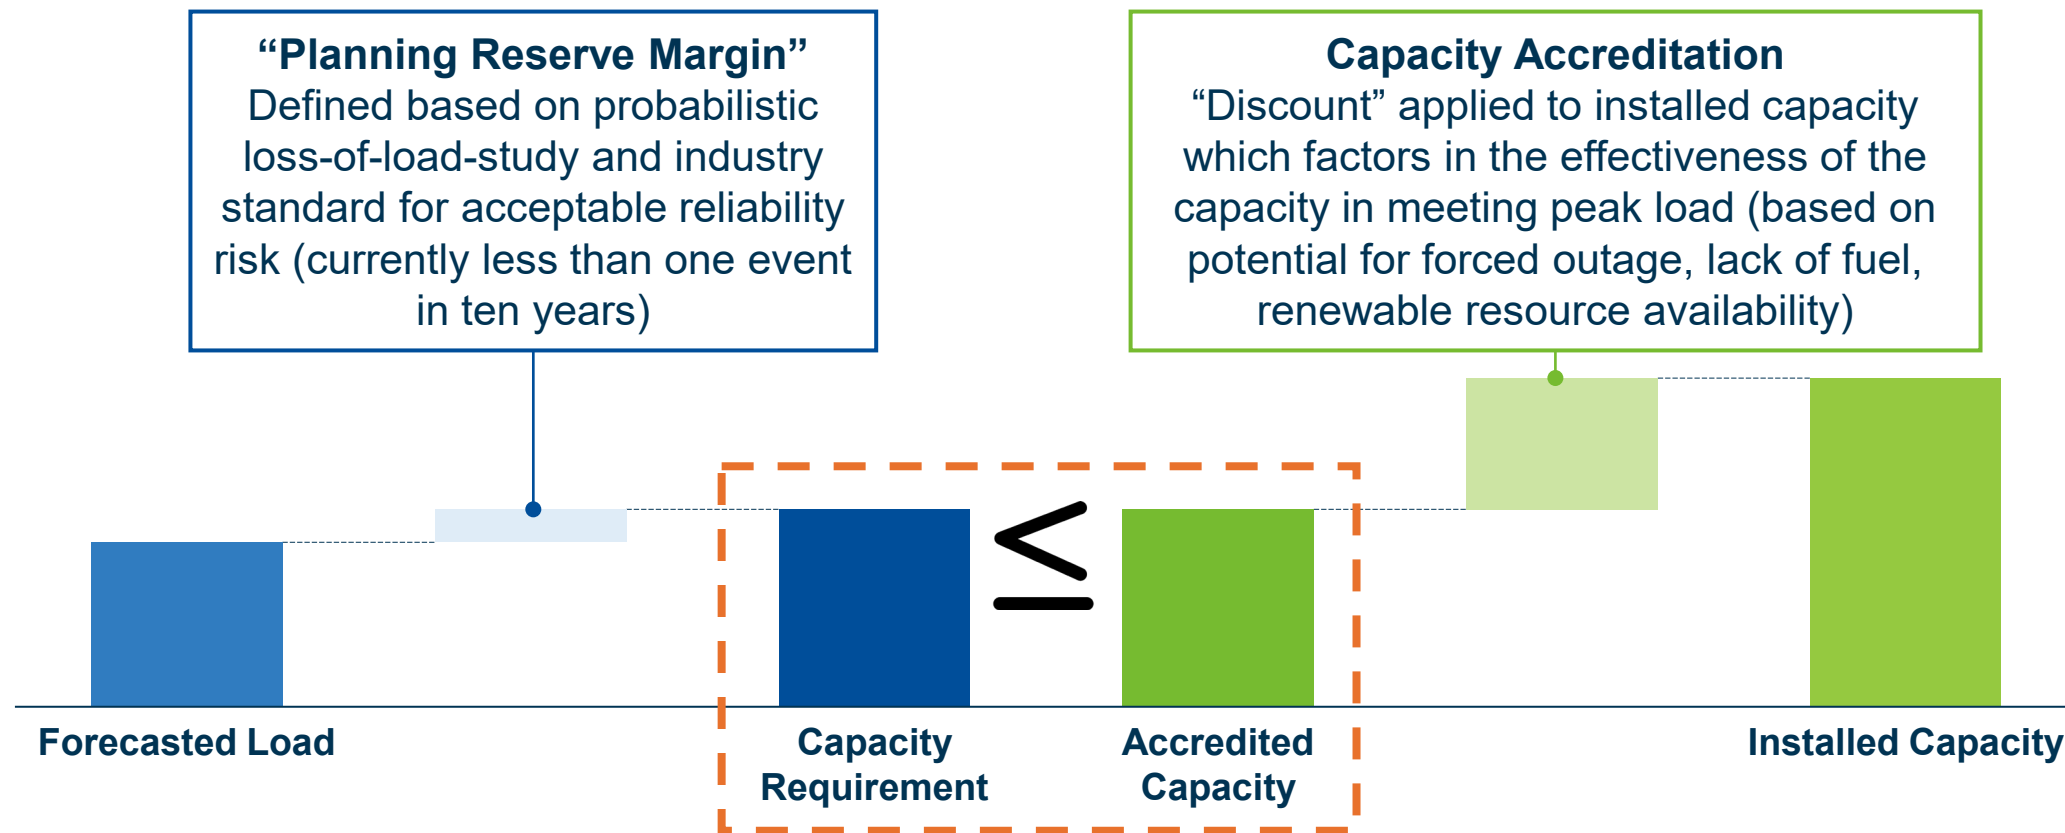 “Planning Reserve Margin”
Defined based on probabilistic
loss-of-load-study and industry
standard for acceptable reliability
risk (currently less than one event
in ten years)
Capacity Accreditation
“Discount” applied to installed capacity
which factors in the effectiveness of the
capacity in meeting peak load (based on
potential for forced outage, lack of fuel,
renewable resource availability)
≤
Forecasted Load
Capacity
Requirement
Accredited
Capacity
Installed Capacity